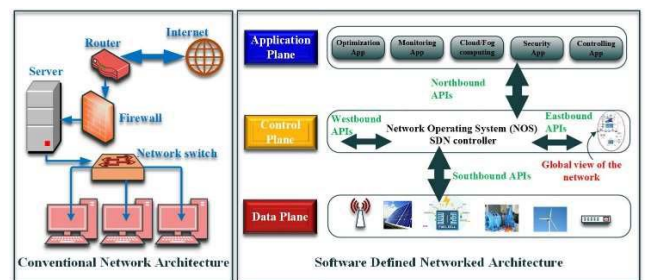 Internet
Router
Server
Firewall
Network switch
Conventional Network Architecture
Application
Plane
Optimization
App
Monitoring
App
Cloud/Fog
computing
Security
App
Controlling
App
Northbound
APIs
Westbound
APIs
Eastbound
APIs
Control
Plane
Network Operating System (NOS)
SDN controller
Global view of the
network
Southbound APIs
Data Plane
Software Defined Networked Architecture